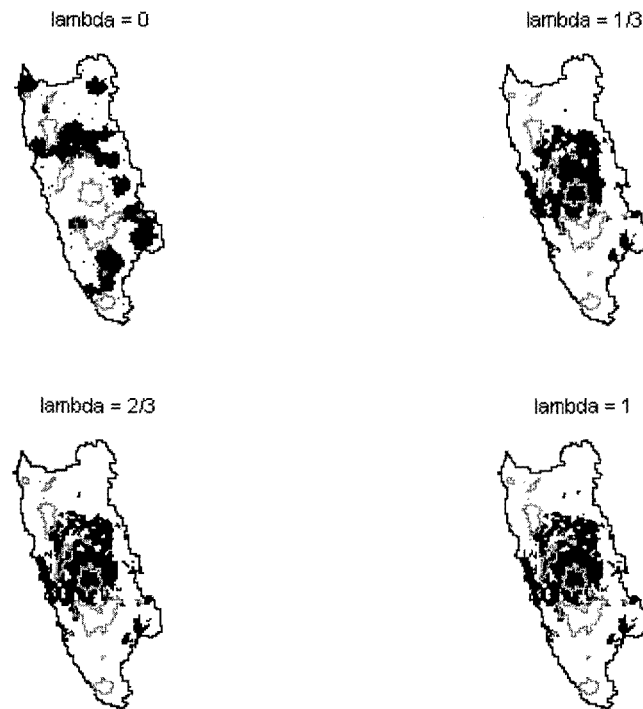 lambda = 0
lambda = 1/3
lambda = 2/3
lambda = 1